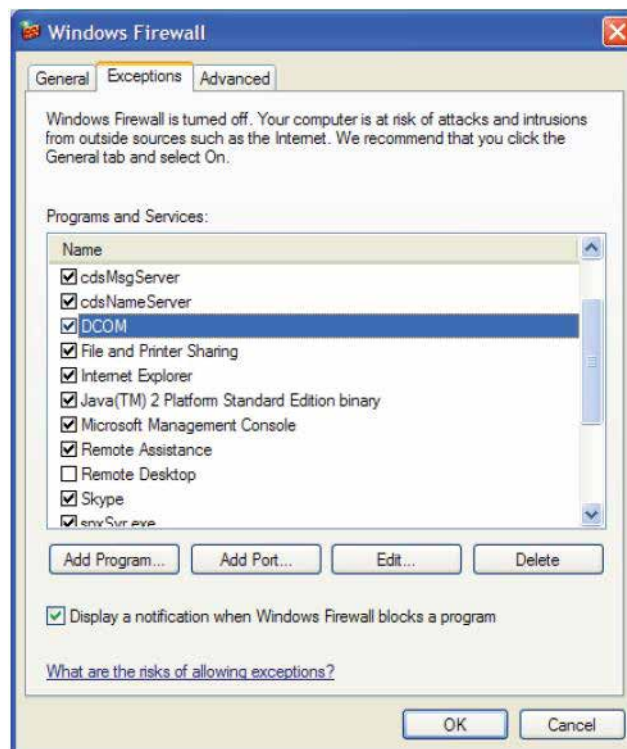 Windows Firewall
General Exceptions Advanced
Windows Firewall is turned off. Your computer is at risk of attacks and intrusions
from outside sources such as the Internet. We recommend that you click the
General tab and select On.
Programs and Services:
Name
cdsMsgServer
cdsNameServer
DCOM
File and Printer Sharing
Internet Explorer
Java(TM) 2 Platform Standard Edition binary
Microsoft Management Console
Remote Assistance
Remote Desktop
Skype
snxSvr.exe
Add Program... Add Port... Edit... Delete
Display a notification when Windows Firewall blocks a program
What are the risks of allowing exceptions?
OK Cancel